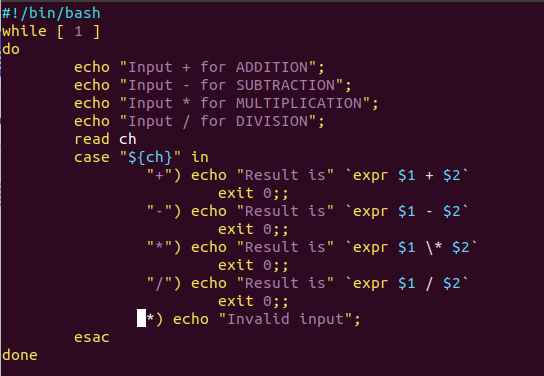 #!/bin/bash
while [ 1 ]
do
        echo "Input + for ADDITION";
        echo "Input - for SUBTRACTION";
        echo "Input * for MULTIPLICATION";
        echo "Input / for DIVISION";
        read ch
        case "${ch}" in
                "+") echo "Result is" `expr $1 + $2`
                        exit 0;;
                "-") echo "Result is" `expr $1 - $2`
                        exit 0;;
                "*") echo "Result is" `expr $1 \* $2`
                        exit 0;;
                "/") echo "Result is" `expr $1 / $2`
                        exit 0;;
                *) echo "Invalid input";
        esac
done